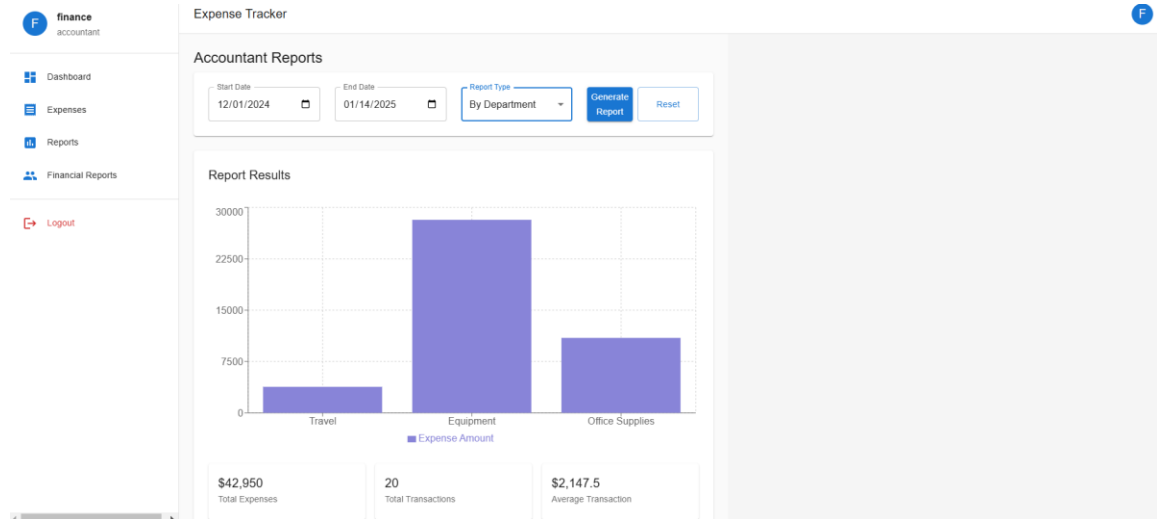 F
finance
accountant
Dashboard
Expenses
Reports
Financial Reports
Logout
Expense Tracker
F
Accountant Reports
Start Date
12/01/2024
End Date
01/14/2025
Report Type
By Department
Generate
Report
Reset
Report Results
30000
22500
15000
7500
0
Travel
Equipment
Office Supplies
Expense Amount
$42,950
Total Expenses
20
Total Transactions
$2,147.5
Average Transaction